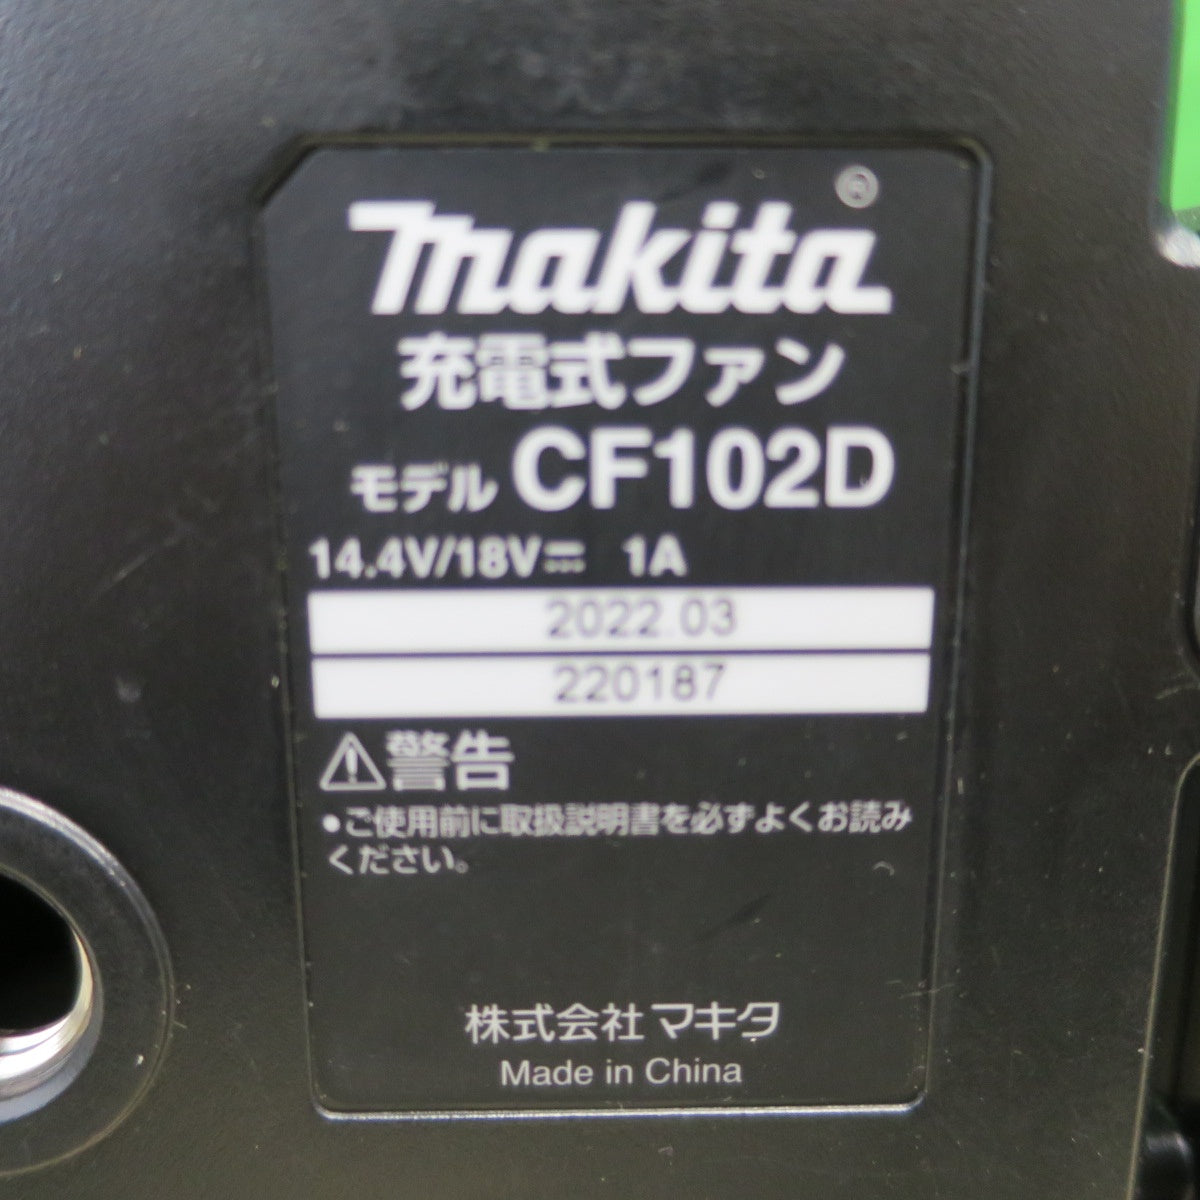 makita®
充電式ファン
モデル CF102D
14.4V/18V⎓ 1A
2022.03
220187
⚠警告
●ご使用前に取扱説明書を必ずよくお読み
ください。
株式会社マキタ
Made in China